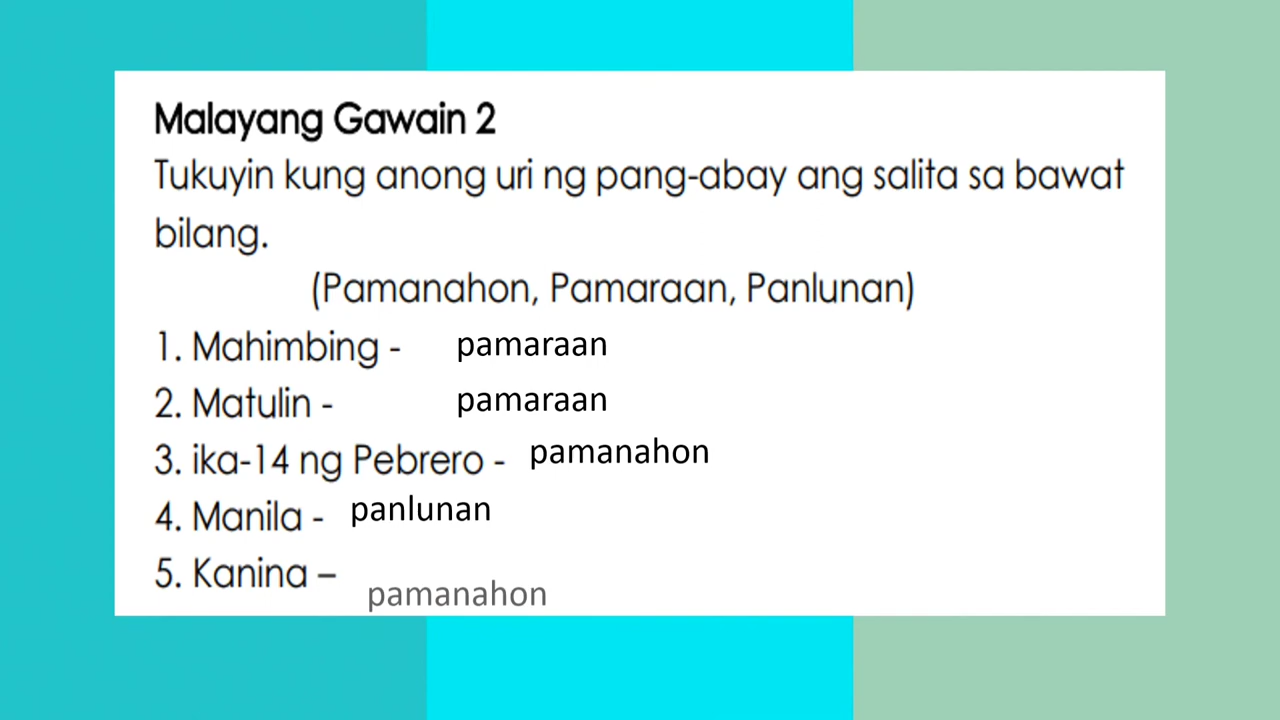 Malayang Gawain 2
Tukuyin kung anong uri ng pang-abay ang salita sa bawat
bilang.
(Pamanahon, Pamaraan, Panlunan)
1. Mahimbing - pamaraan
2. Matulin - pamaraan
3. ika-14 ng Pebrero - pamanahon
4. Manila - panlunan
5. Kanina – pamanahon